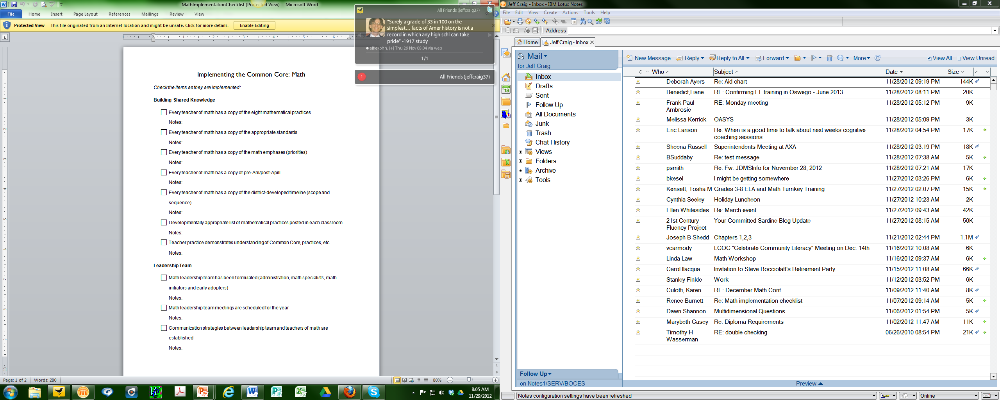 MathImplementationChecklist (Protected View) - Microsoft Word
File Home Insert Page Layout References Mailings Review View
Protected View This file originated from an Internet location and might be unsafe. Click for more details. Enable Editing
Implementing the Common Core: Math
Check the items as they are implemented:
Building Shared Knowledge
Every teacher of math has a copy of the eight mathematical practices
Notes:
Every teacher of math has a copy of the appropriate standards
Notes:
Every teacher of math has a copy of the math emphases (priorities)
Notes:
Every teacher of math has a copy of pre-Aril/post-April
Notes:
Every teacher of math has a copy of the district-developed timeline (scope and
sequence)
Notes:
Developmentally appropriate list of mathematical practices posted in each classroom
Notes:
Teacher practice demonstrates understanding of Common Core, practices, etc.
Notes:
Leadership Team
Math leadership team has been formulated (administration, math specialists, math
initiators and early adopters)
Notes:
Math leadership team meetings are scheduled for the year
Notes:
Communication strategies between leadership team and teachers of math are
established
Notes:
Page: 1 of 2 Words: 280
80%
8:05 AM
11/29/2012
All Friends (jeffcraig37)
“Surely a grade of 33 in 100 on the
simplest… facts of Amer history is not a
record in which any high schl can take
pride” -1917 study
alfiekohn, [+] Thu 29 Nov 08:04 via web
1/1
1 All Friends (jeffcraig37)
Jeff Craig - Inbox - IBM Lotus Notes
File Edit View Create Actions Tools Help
Address
Home Jeff Craig - Inbox
Mail
for Jeff Craig
Inbox
Drafts
Sent
Follow Up
All Documents
Junk
Trash
Chat History
Views
Folders
Archive
Tools
Follow Up
on Notes1/SERV/BOCES
New Message Reply Reply to All Forward More View All View Unread
Who Subject Date Size
Deborah Ayers Re: Aid chart 11/28/2012 09:19 PM 144K
Benedict,Liane RE: Confirming EL training in Oswego - June 2013 11/28/2012 08:11 PM 20K
Frank Paul RE: Monday meeting 11/28/2012 05:12 PM 9K
Ambrosie
Melissa Kerrick OASYS 11/28/2012 05:09 PM 3K
Eric Larison Re: When is a good time to talk about next weeks cognitive 11/28/2012 04:54 PM 17K
coaching sessions
Sheena Russell Superintendents Meeting at AXA 11/28/2012 03:19 PM 18K
BSuddaby Re: test message 11/28/2012 07:38 AM 5K
psmith Re: Fw: JDMSInfo for November 28, 2012 11/28/2012 07:21 AM 17K
bkesel I might be getting somewhere 11/27/2012 03:26 PM 6K
Kensett, Tosha M Grades 3-8 ELA and Math Turnkey Training 11/27/2012 02:07 PM 15K
Cynthia Seeley Holiday Luncheon 11/27/2012 10:23 AM 2K
Ellen Whitesides Re: March event 11/27/2012 09:43 AM 42K
21st Century Your Committed Sardine Blog Update 11/27/2012 08:15 AM 50K
Fluency Project
Joseph B Shedd Chapters 1,2,3 11/21/2012 02:44 PM 1.1M
vcarmody LCOC "Celebrate Community Literacy" Meeting on Dec. 14th 11/16/2012 10:08 AM 6K
Linda Law Math Workshop 11/16/2012 09:37 AM 6K
Carol Ilacqua Invitation to Steve Bocciolatt's Retirement Party 11/15/2012 11:08 AM 66K
Stanley Finkle Work 11/12/2012 03:52 PM 6K
Culotti, Karen RE: December Math Conf 11/09/2012 11:40 AM 8K
Renee Burnett Re: Math implementation checklist 11/07/2012 09:14 AM 5K
Dawn Shannon Multidimensional Questions 11/06/2012 01:54 PM 5K
Marybeth Casey Re: Diploma Requirements 11/02/2012 11:47 AM 11K
Timothy H RE: double checking 06/26/2010 08:54 PM 21K
Wasserman
Preview
Notes configuration settings have been refreshed Online